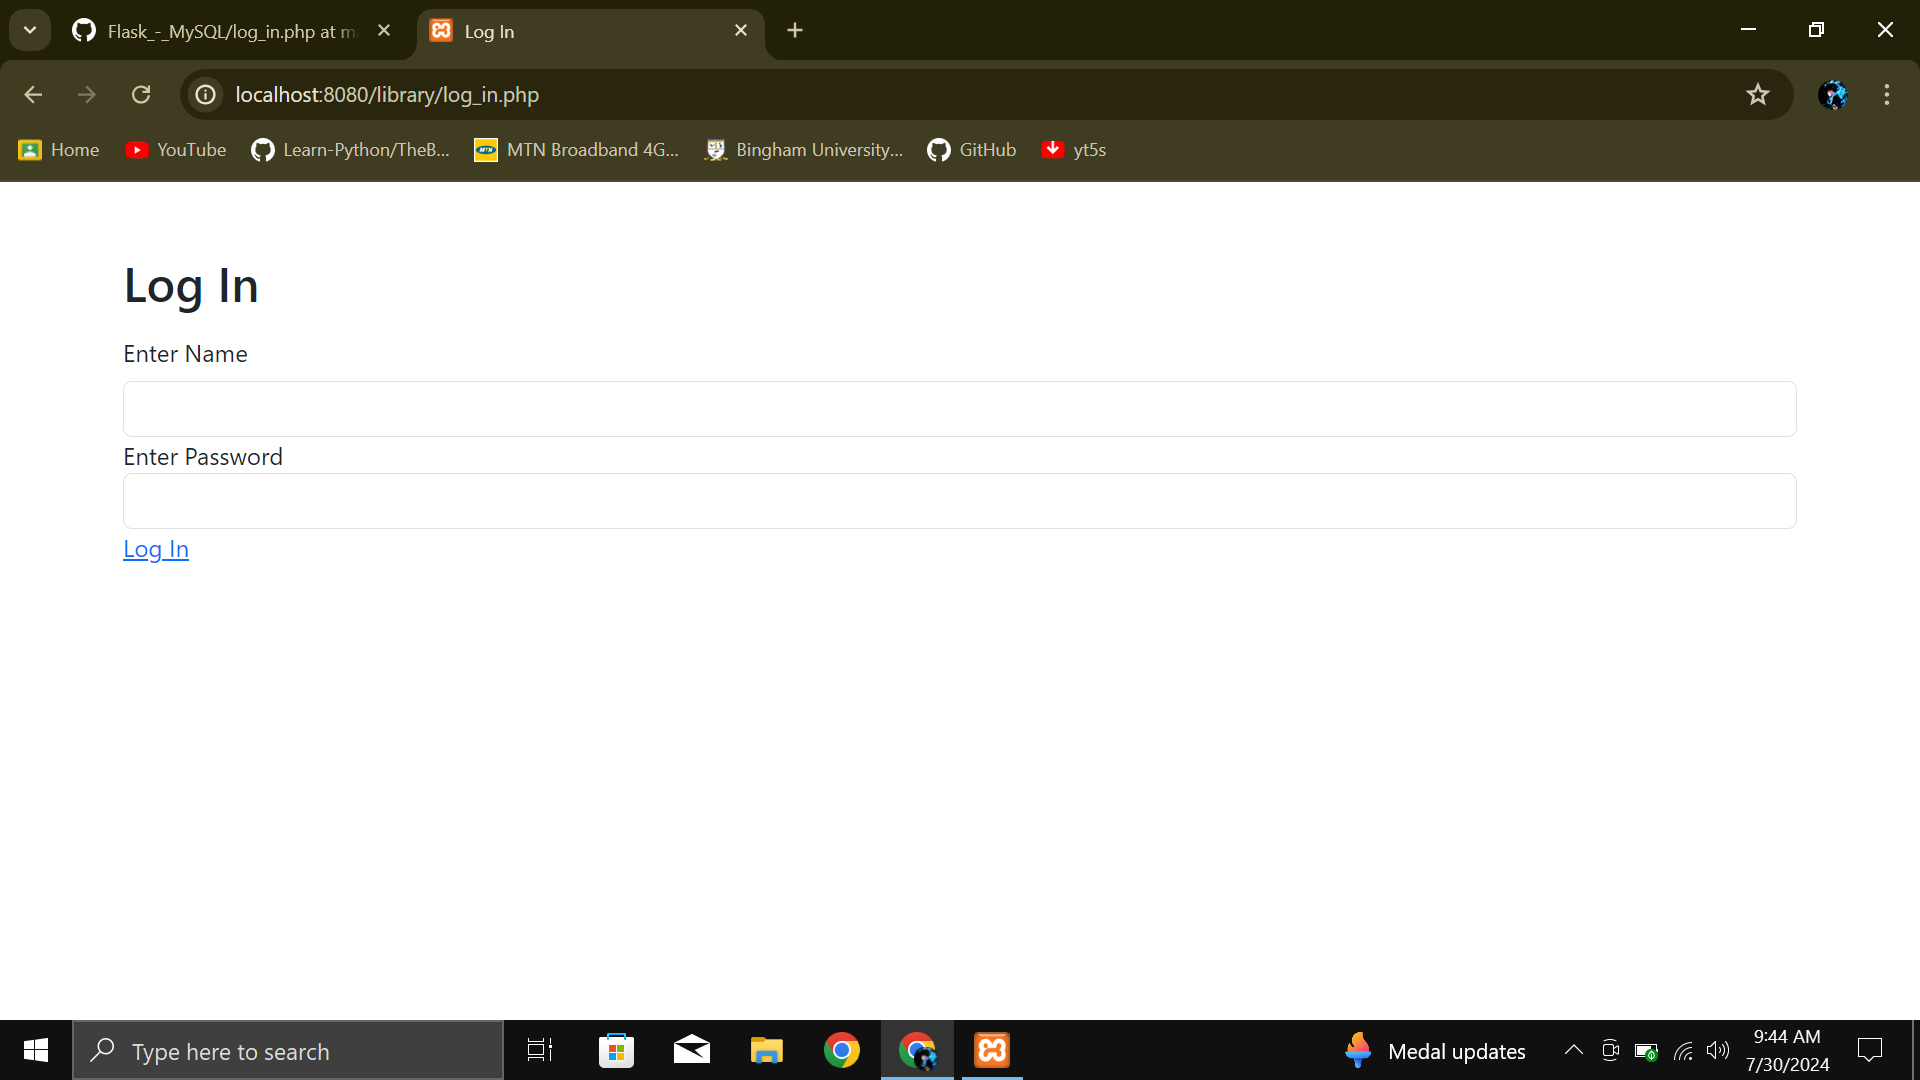 Flask_-_MySQL/log_in.php at ma
Log In
localhost:8080/library/log_in.php
Home
YouTube
Learn-Python/TheB...
MTN
MTN Broadband 4G...
Bingham University...
GitHub
yt5s
Log In
Enter Name
Enter Password
Log In
Type here to search
Medal updates
9:44 AM
7/30/2024